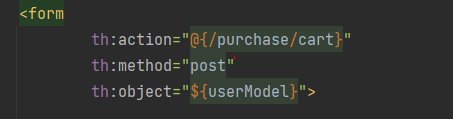 <form
th:action="@{/purchase/cart}"
th:method="post"
th:object="${userModel}">